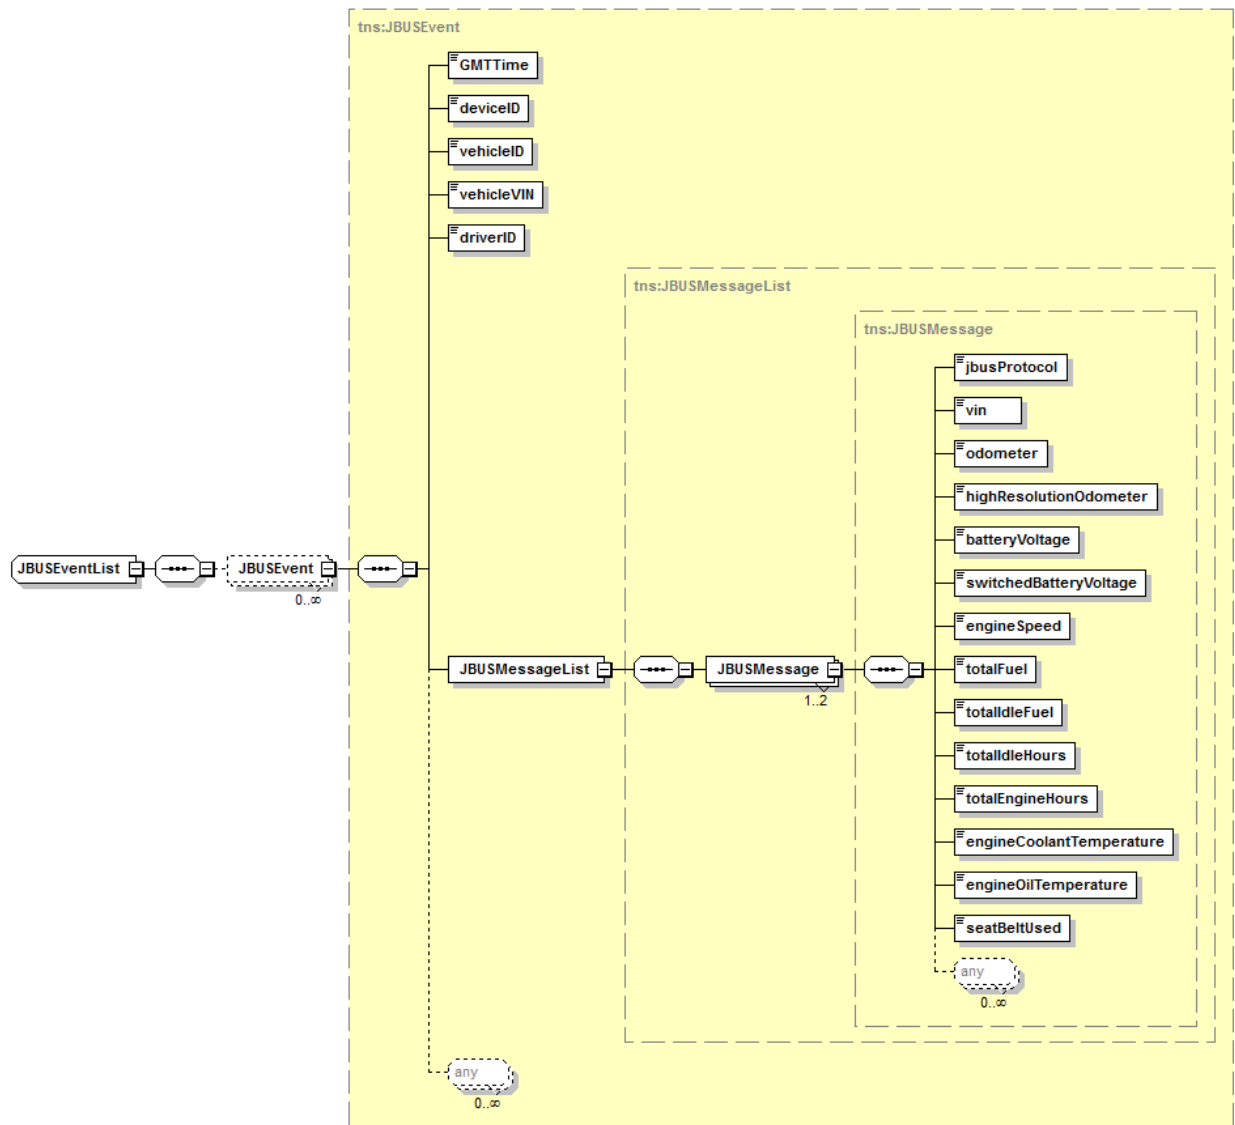 tns:JBUSEvent
GMTTime
deviceID
vehicleID
vehicleVIN
driverID
tns:JBUSMessageList
tns:JBUSMessage
jbusProtocol
vin
odometer
highResolutionOdometer
batteryVoltage
switchedBatteryVoltage
JBUSEventList
JBUSEvent
0..∞
engineSpeed
JBUSMessageList
JBUSMessage
1..2
totalFuel
totalIdleFuel
totalIdleHours
totalEngineHours
engineCoolantTemperature
engineOilTemperature
seatBeltUsed
any
0..∞
any
0..∞